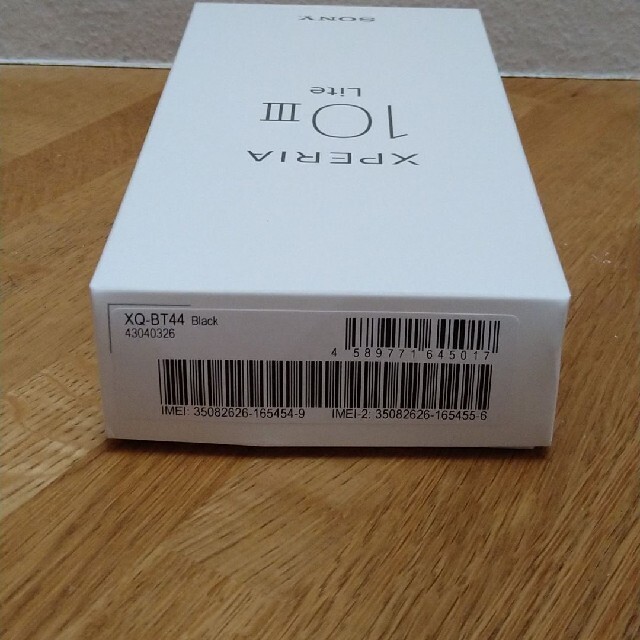 SONY
XPERIA
10 III
Lite
XQ-BT44 Black
43040326
4 589771 645017
IMEI: 35082626-165454-9 IMEI-2. 35082626-165455-6